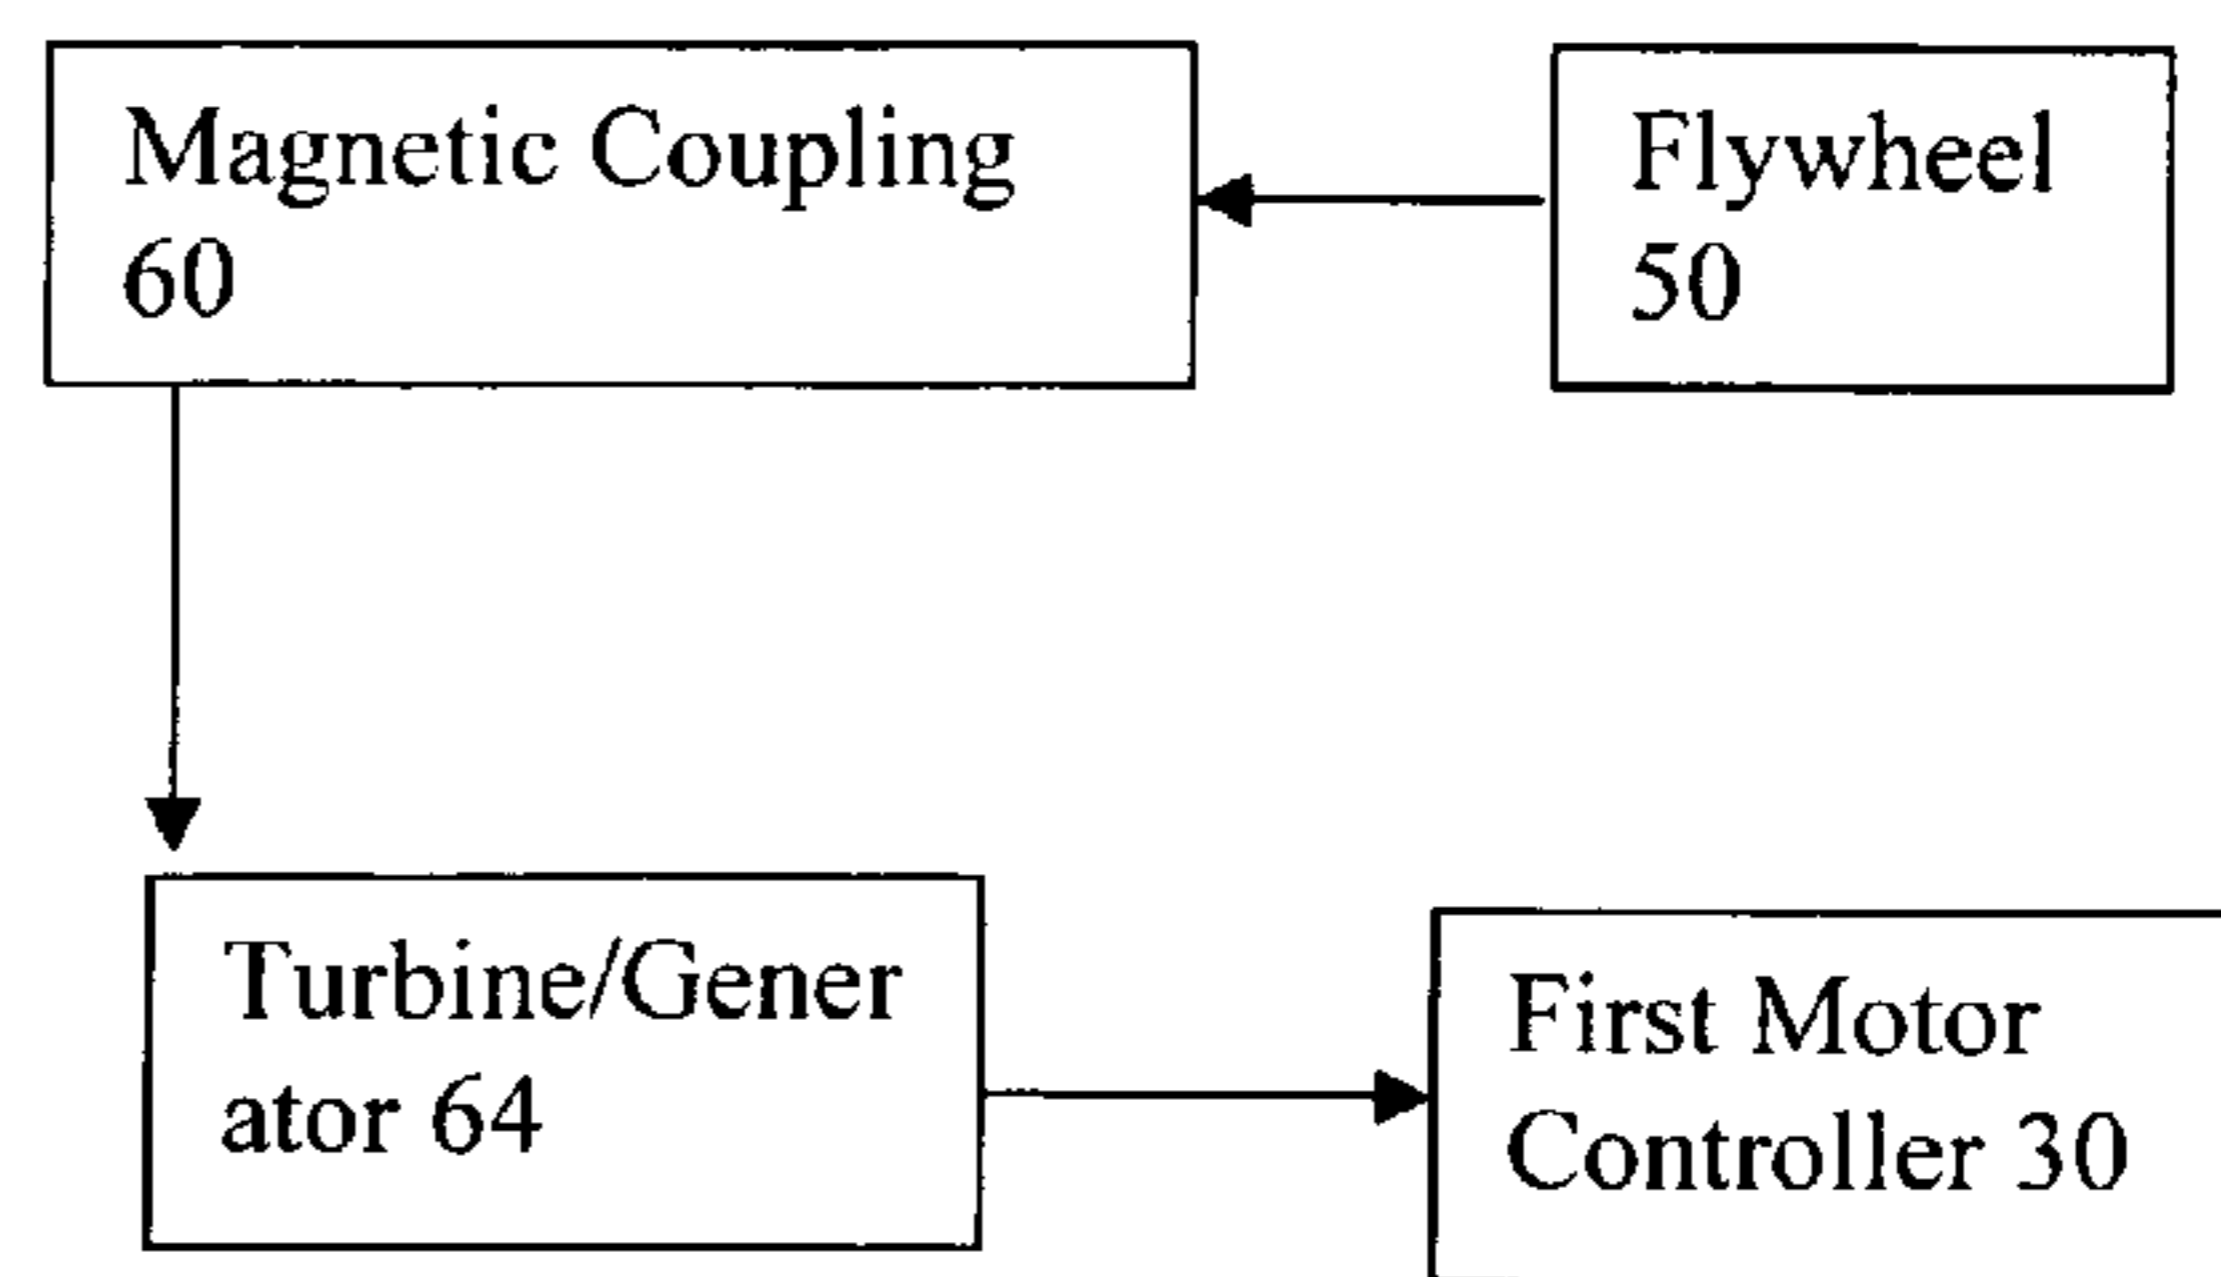 Magnetic Coupling
60
Flywheel
50
Turbine/Gener
ator 64
First Motor
Controller 30